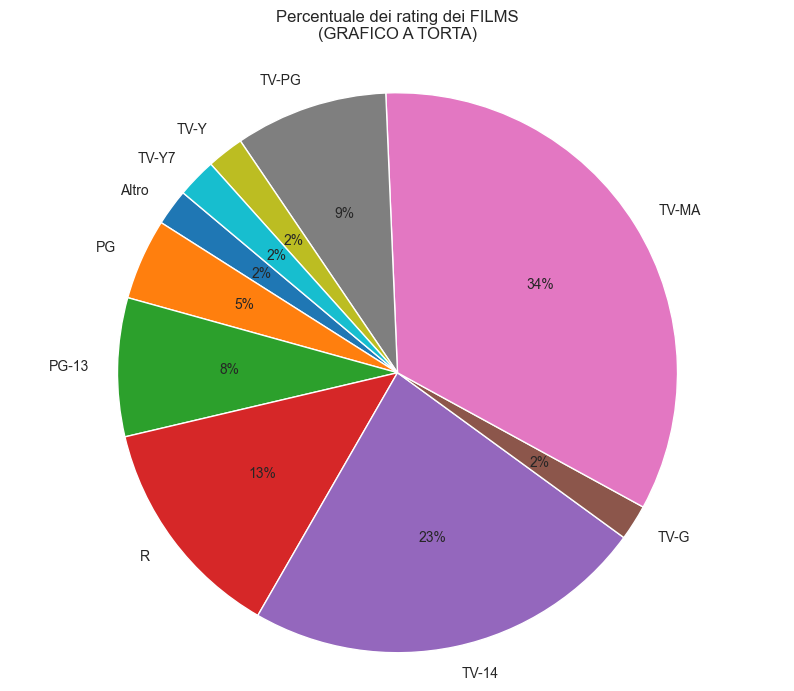 Percentuale dei rating dei FILMS
(GRAFICO A TORTA)
TV-PG
TV-Y
TV-Y7
Altro
PG
PG-13
R
TV-14
TV-G
TV-MA
9%
2%
2%
2%
5%
8%
13%
23%
2%
34%